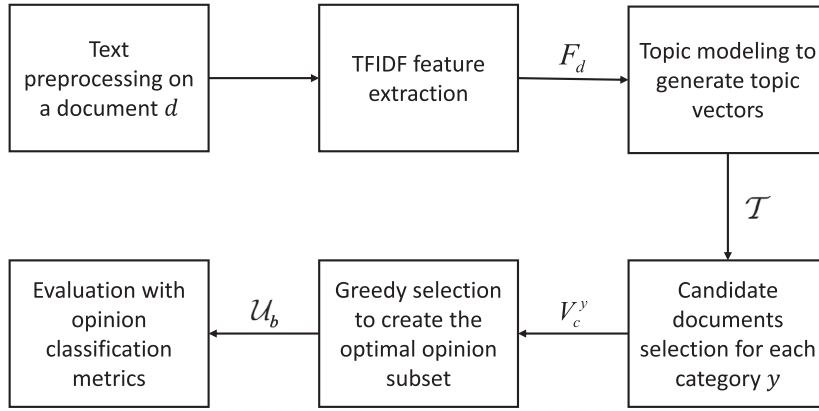 Text
preprocessing on
a document d
TFIDF feature
extraction
F_d
Topic modeling to
generate topic
vectors
𝒯
Candidate
documents
selection for each
category y
V_c^y
Greedy selection
to create the
optimal opinion
subset
𝒰_b
Evaluation with
opinion
classification
metrics